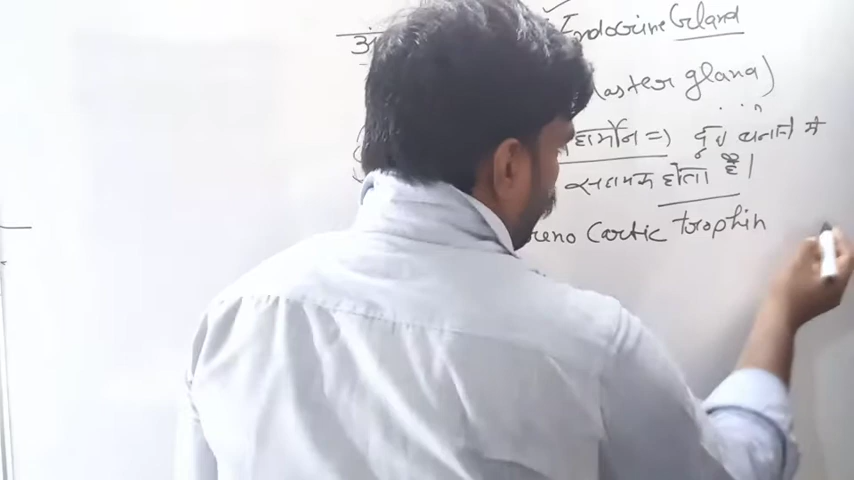 अं Endocrine Gland
Master gland)
हार्मोन => दुध बनाने में
सहायक होता है।
reno Cortic trophin